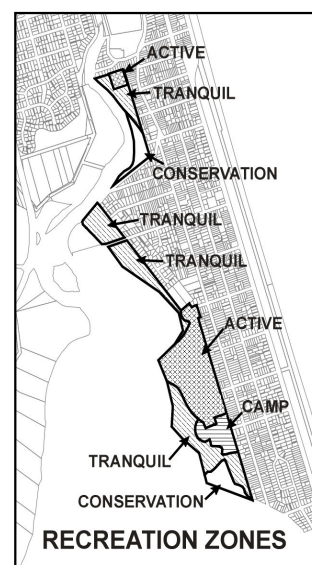 ACTIVE
TRANQUIL
CONSERVATION
TRANQUIL
TRANQUIL
ACTIVE
CAMP
TRANQUIL
CONSERVATION
RECREATION ZONES